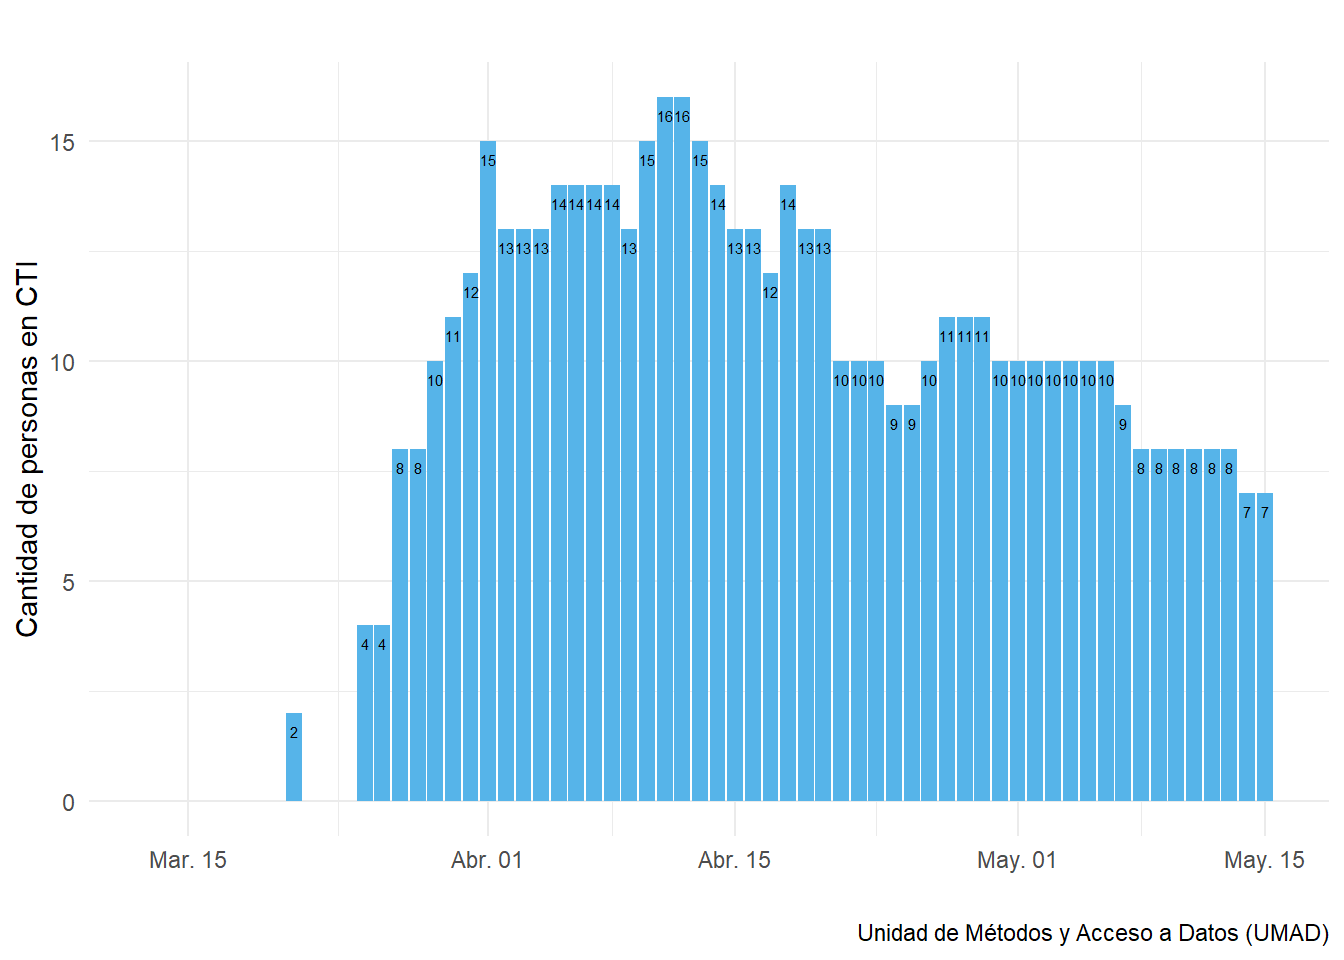 Cantidad de personas en CTI
15
10
5
0
2
4 4 8 8 10 11 12 15 13 13 13 14 14 14 14 13 15 16 16 15 14 13 13 12 14 13 13 10 10 10 9 9 10 11 11 11 10 10 10 10 10 10 10 9 8 8 8 8 8 8 7 7
Mar. 15 Abr. 01 Abr. 15 May. 01 May. 15
Unidad de Métodos y Acceso a Datos (UMAD)